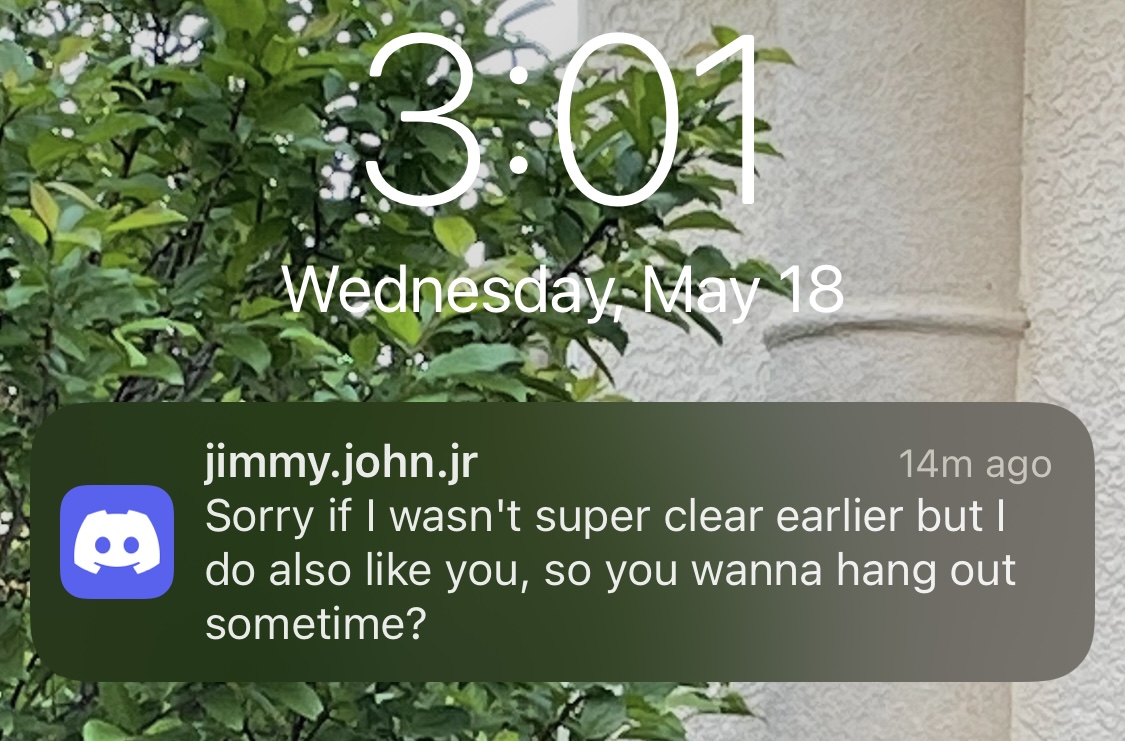 3:01
Wednesday, May 18
jimmy.john.jr
14m ago
Sorry if I wasn't super clear earlier but I
do also like you, so you wanna hang out
sometime?